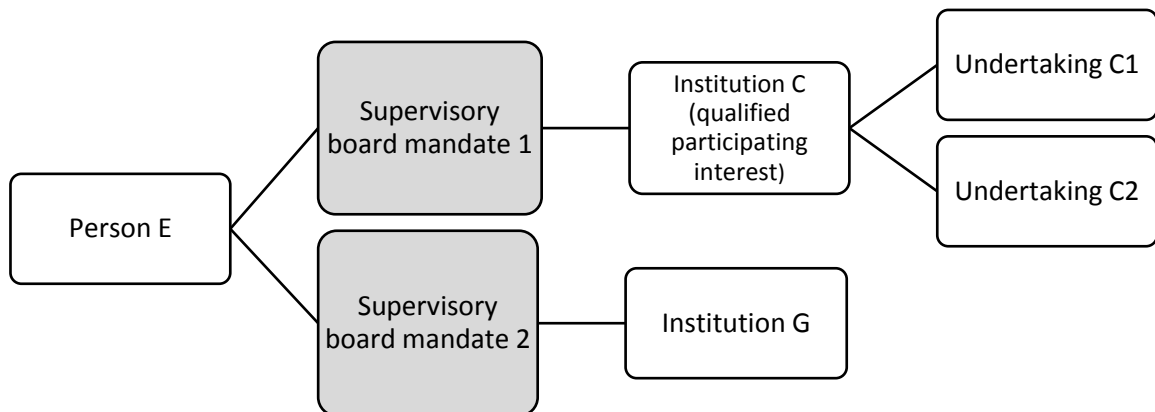 Person E
Supervisory
board mandate 1
Supervisory
board mandate 2
Institution C
(qualified
participating
interest)
Institution G
Undertaking C1
Undertaking C2